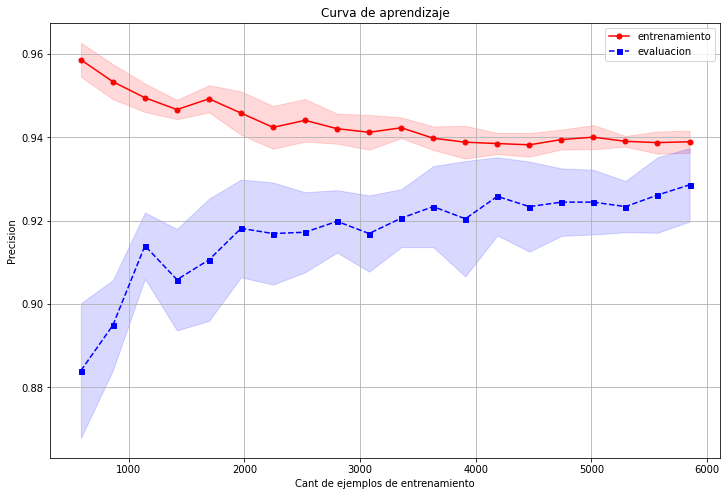 Curva de aprendizaje
entrenamiento
evaluacion
0.96
0.94
0.92
0.90
0.88
Precision
1000
2000
3000
4000
5000
6000
Cant de ejemplos de entrenamiento